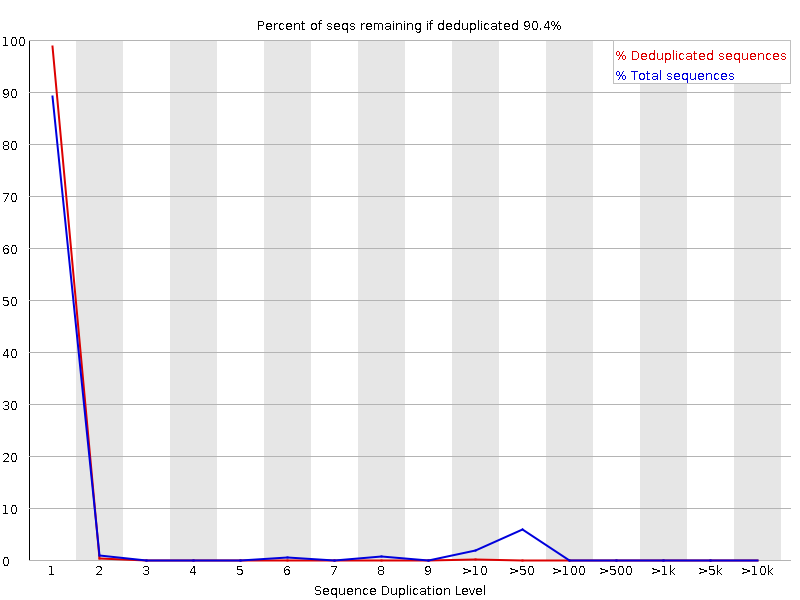 Percent of seqs remaining if deduplicated 90.4%
% Deduplicated sequences
% Total sequences
100
90
80
70
60
50
40
30
20
10
0
1 2 3 4 5 6 7 8 9 >10 >50 >100 >500 >1k >5k >10k
Sequence Duplication Level